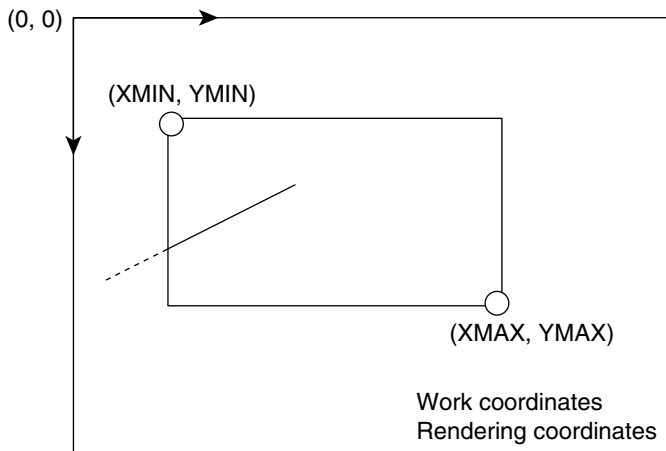 (0, 0)
(XMIN, YMIN)
(XMAX, YMAX)
Work coordinates
Rendering coordinates